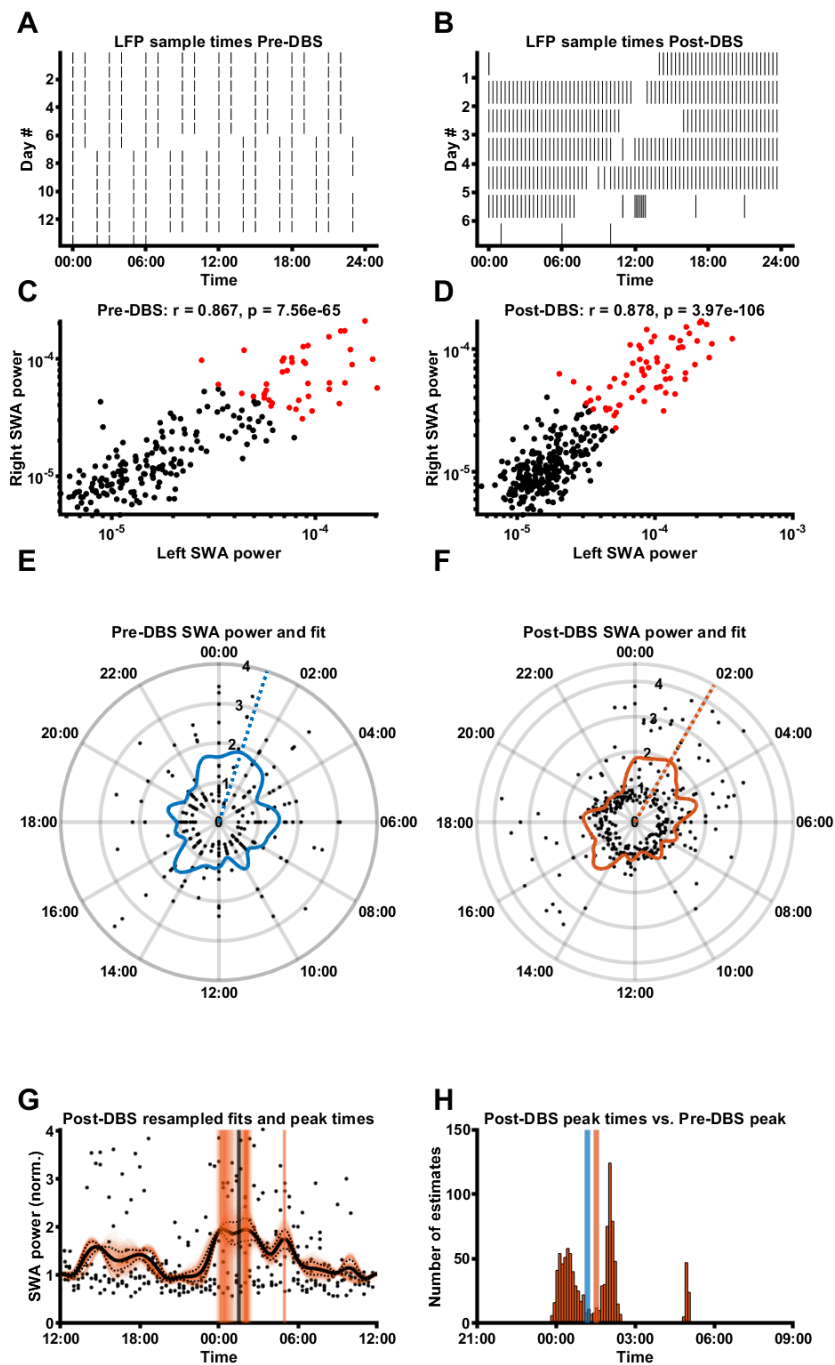 A
B
LFP sample times Pre-DBS
LFP sample times Post-DBS
Day #
2
4
6
8
10
12
00:00 06:00 12:00 18:00 24:00
Time
Day #
1
2
3
4
5
6
00:00 06:00 12:00 18:00 24:00
Time
C
D
Pre-DBS: r = 0.867, p = 7.56e-65
Post-DBS: r = 0.878, p = 3.97e-106
Right SWA power
10-4
10-5
10-5 10-4
Left SWA power
Right SWA power
10-4
10-5
10-5 10-4 10-3
Left SWA power
E
F
Pre-DBS SWA power and fit
00:00
02:00
04:00
06:00
08:00
10:00
12:00
14:00
16:00
18:00
20:00
22:00
0
1
2
3
4
Post-DBS SWA power and fit
00:00
02:00
04:00
06:00
08:00
10:00
12:00
14:00
16:00
18:00
20:00
22:00
0
1
2
3
4
G
H
Post-DBS resampled fits and peak times
SWA power (norm.)
4
3
2
1
0
12:00 18:00 00:00 06:00 12:00
Time
Post-DBS peak times vs. Pre-DBS peak
Number of estimates
150
100
50
0
21:00 00:00 03:00 06:00 09:00
Time